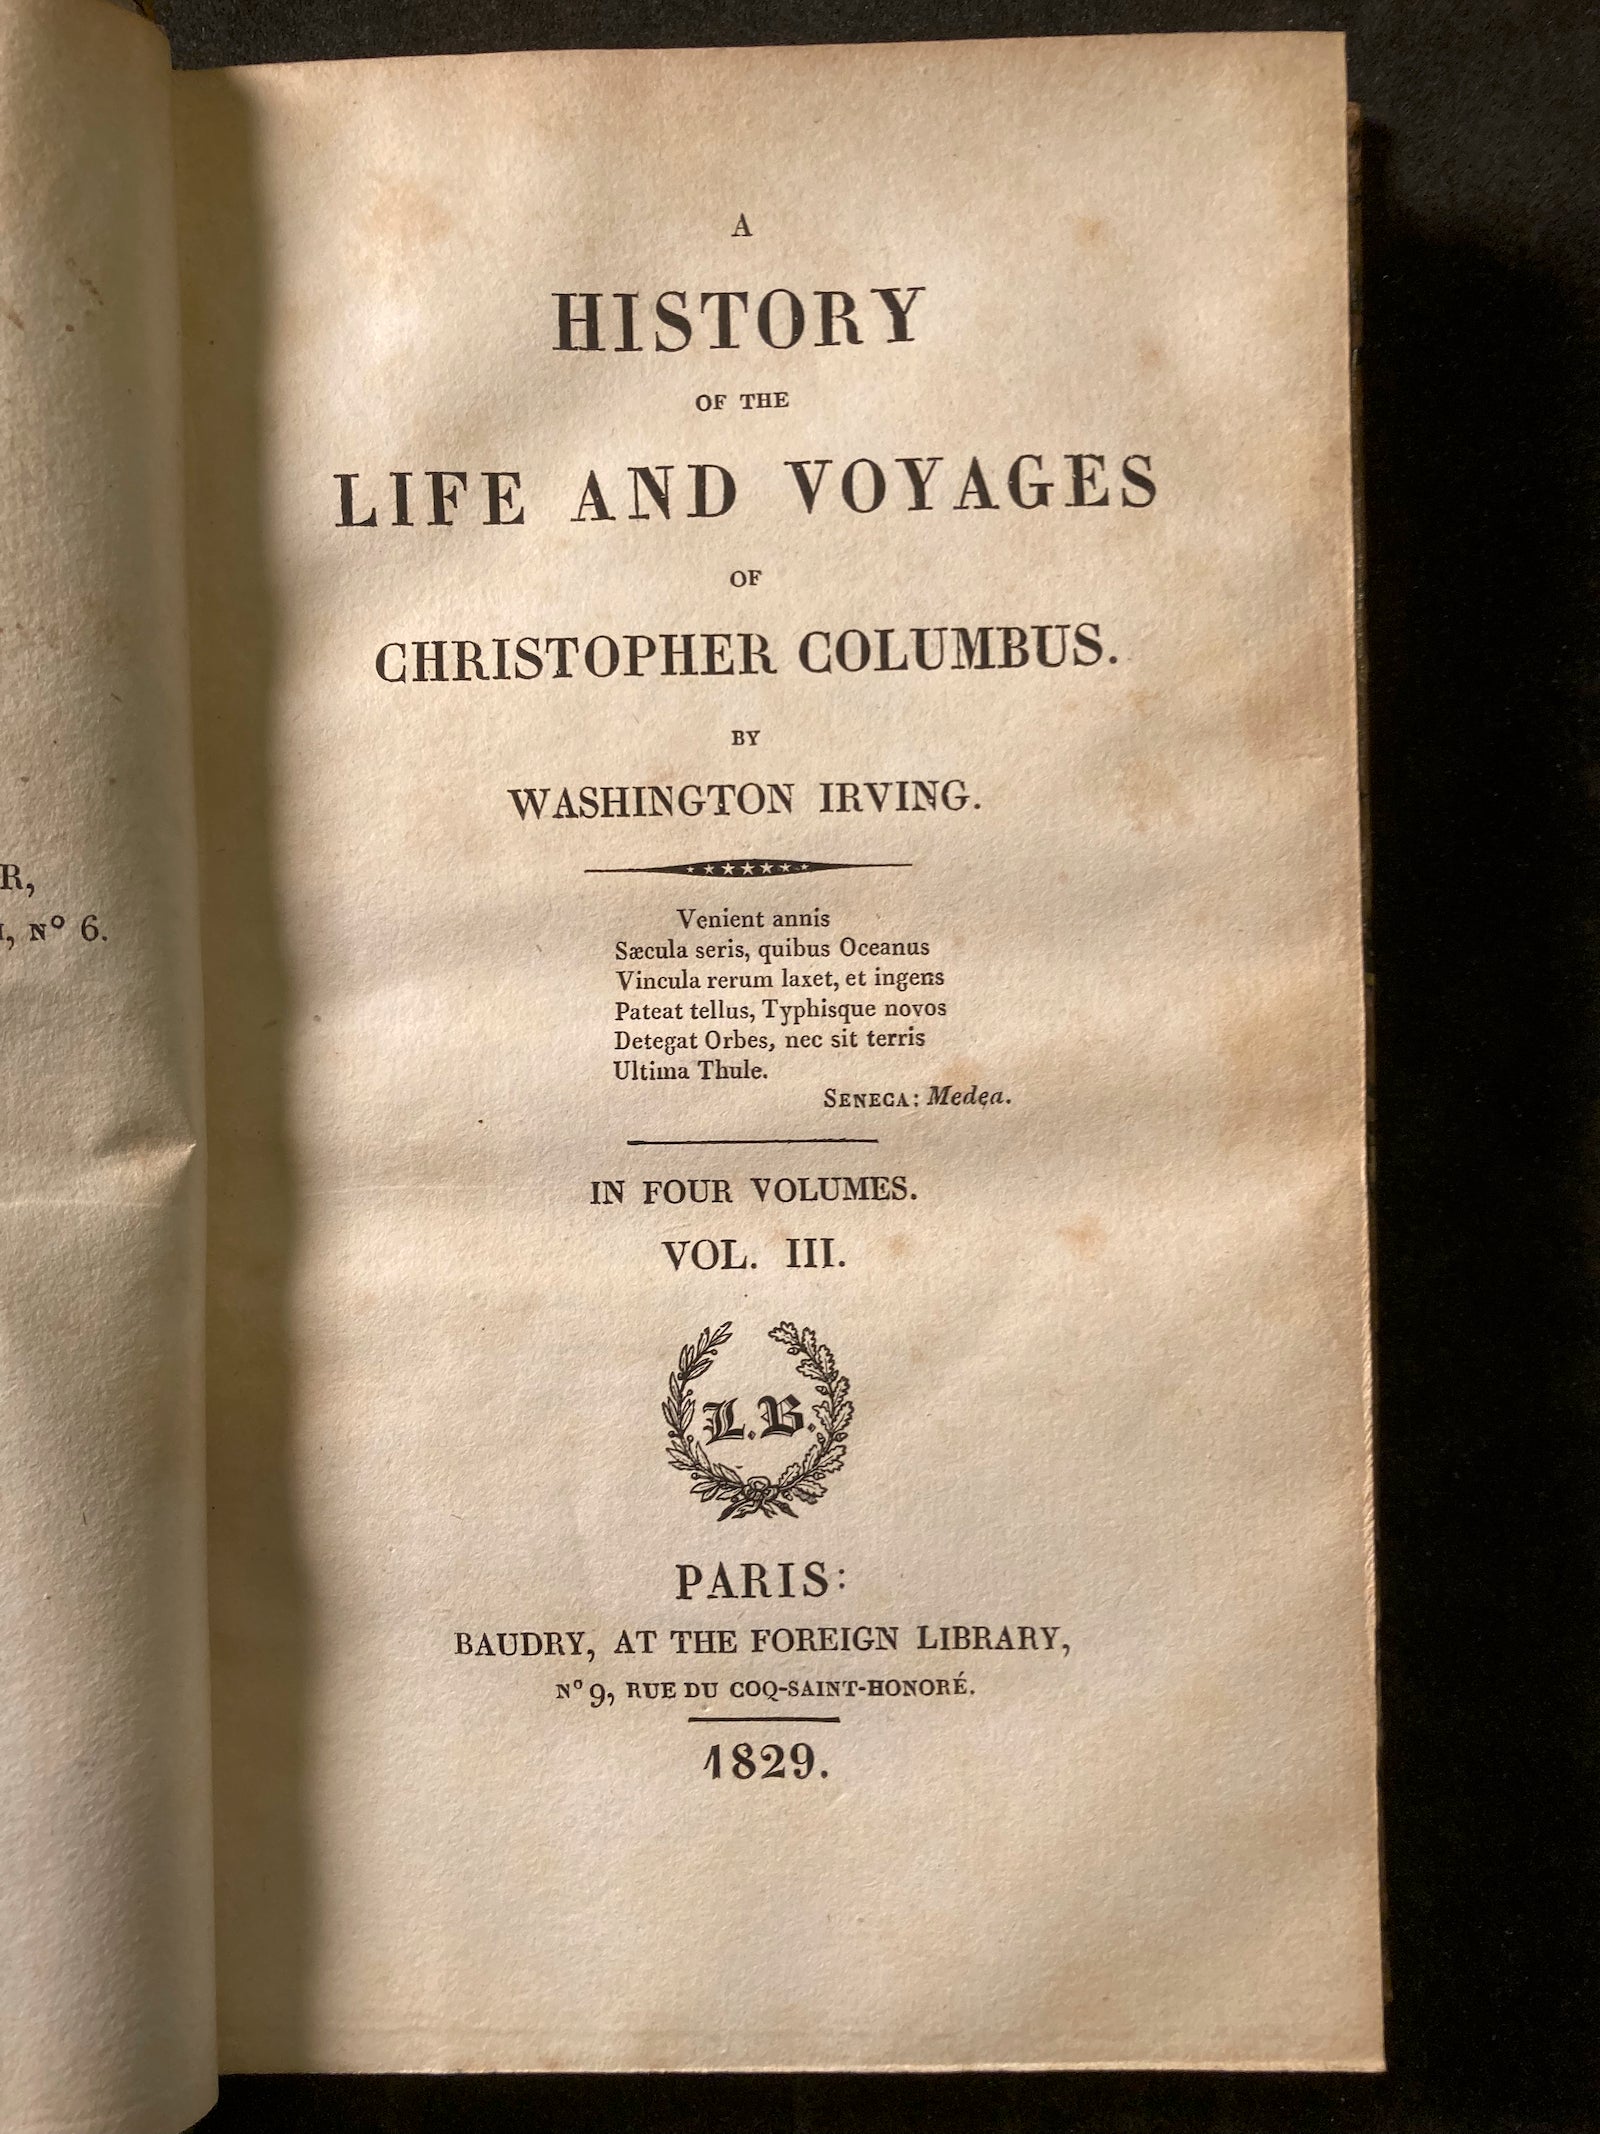 R,
, Nº 6.
A
HISTORY
OF THE
LIFE AND VOYAGES
OF
CHRISTOPHER COLUMBUS.
BY
WASHINGTON IRVING.
Venient annis
Sæcula seris, quibus Oceanus
Vincula rerum laxet, et ingens
Pateat tellus, Typhisque novos
Detegat Orbes, nec sit terris
Ultima Thule.
SENECA: Medea.
IN FOUR VOLUMES.
VOL. III.
L.B.
PARIS:
BAUDRY, AT THE FOREIGN LIBRARY,
Nº 9, RUE DU COQ-SAINT-HONORÉ.
1829.